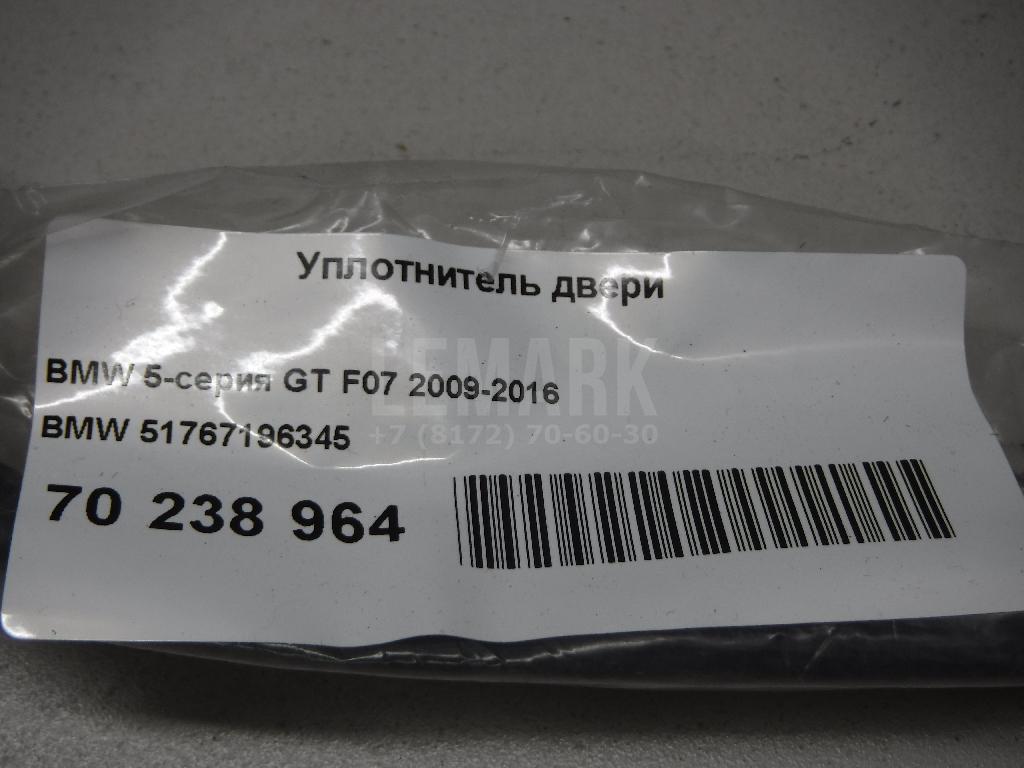 Уплотнитель двери
BMW 5-серия GT F07 2009-2016
BMW 51767196345
70 238 964
LEMARK
+7 (8172) 70-60-30